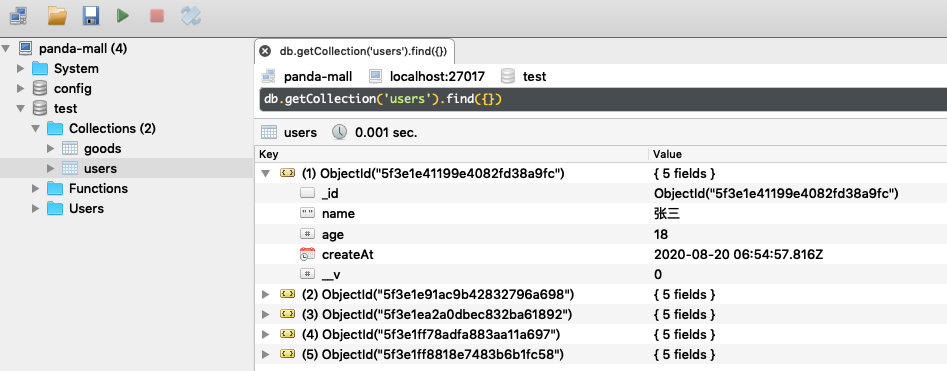 panda-mall (4)
System
config
test
Collections (2)
goods
users
Functions
Users
db.getCollection('users').find({})
panda-mall localhost:27017 test
db.getCollection('users').find({})
users 0.001 sec.
Key Value
(1) ObjectId("5f3e1e41199e4082fd38a9fc") { 5 fields }
_id ObjectId("5f3e1e41199e4082fd38a9fc")
name 张三
age 18
createAt 2020-08-20 06:54:57.816Z
__v 0
(2) ObjectId("5f3e1e91ac9b42832796a698") { 5 fields }
(3) ObjectId("5f3e1ea2a0dbec832ba61892") { 5 fields }
(4) ObjectId("5f3e1ff78adfa883aa11a697") { 5 fields }
(5) ObjectId("5f3e1ff8818e7483b6b1fc58") { 5 fields }